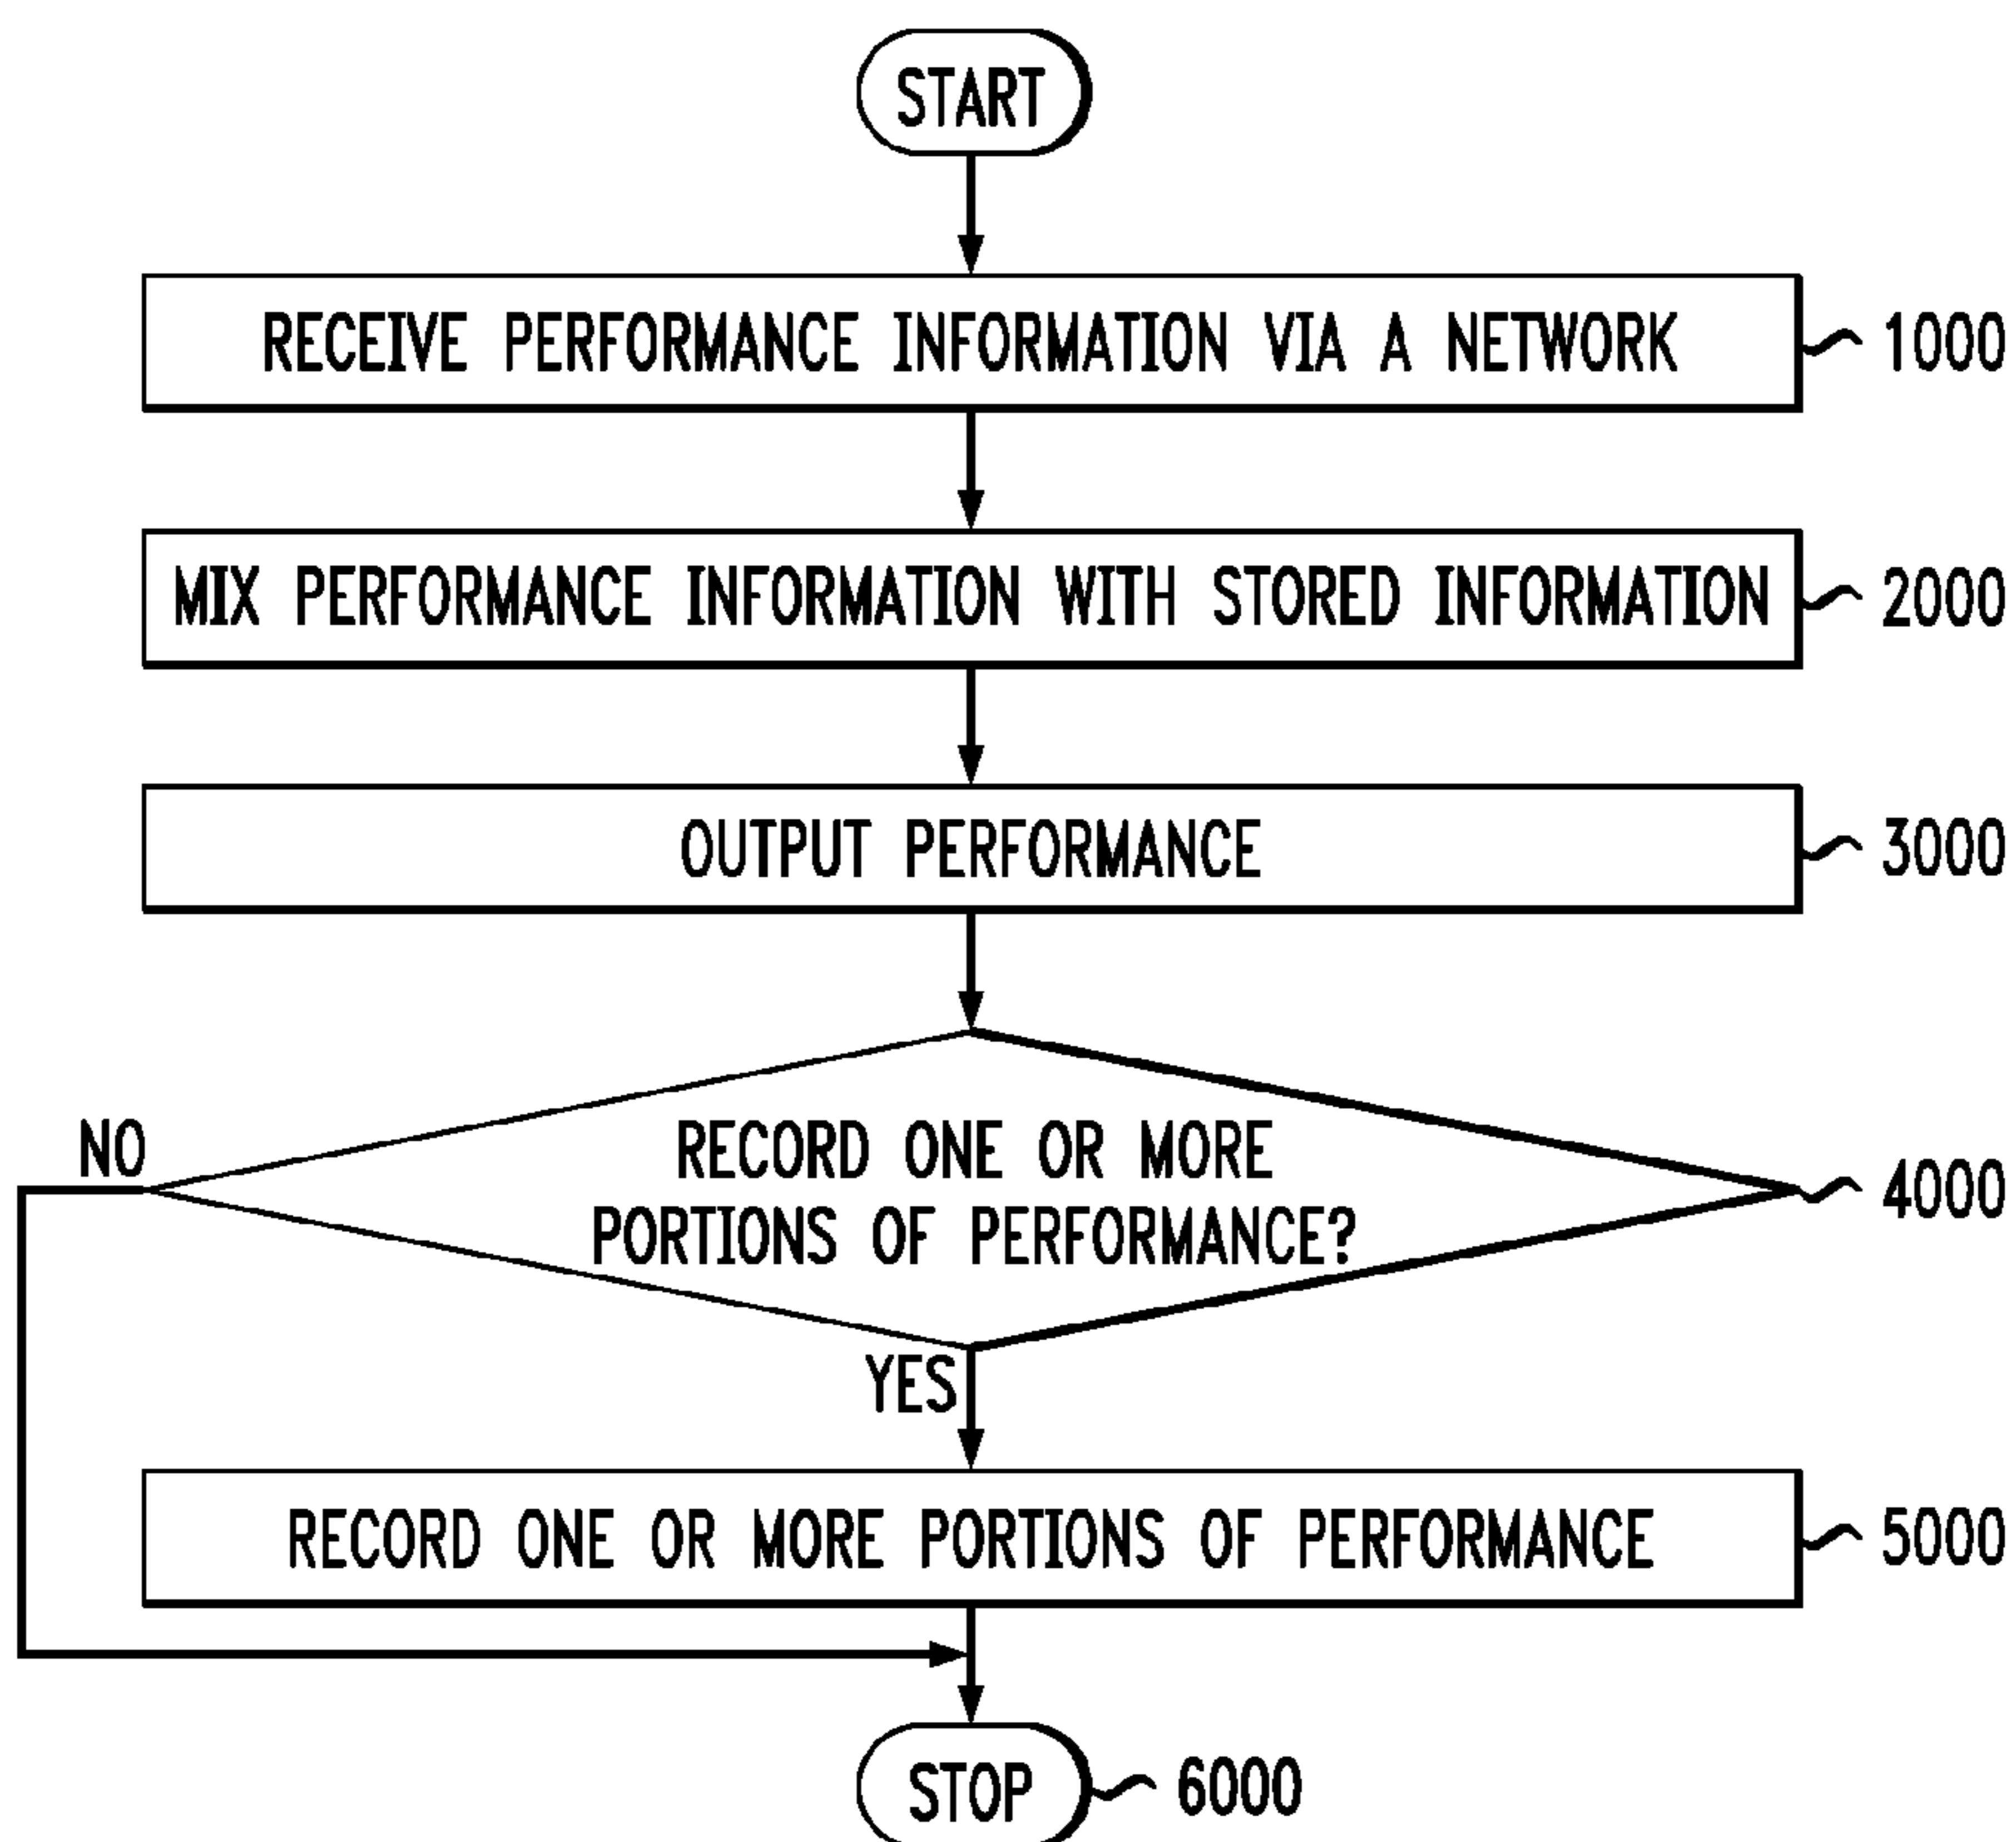 START
RECEIVE PERFORMANCE INFORMATION VIA A NETWORK
1000
MIX PERFORMANCE INFORMATION WITH STORED INFORMATION
2000
OUTPUT PERFORMANCE
3000
NO
RECORD ONE OR MORE
PORTIONS OF PERFORMANCE?
4000
YES
RECORD ONE OR MORE PORTIONS OF PERFORMANCE
5000
STOP
6000